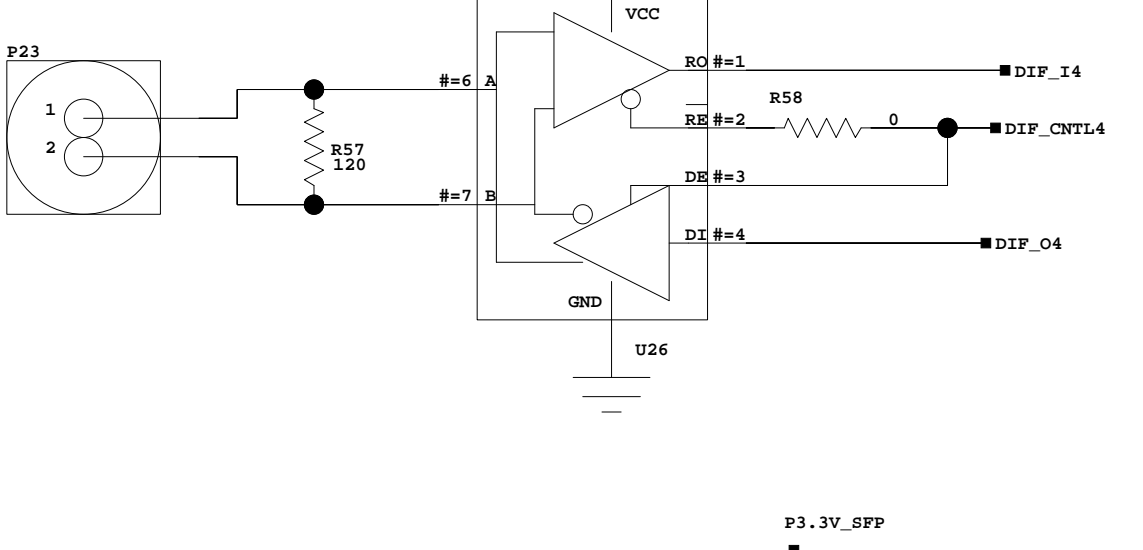 VCC
P23
RO #=1
DIF_I4
#=6 A
1
R58
RE #=2
0
DIF_CNTL4
2
R57
120
DE #=3
#=7 B
DI #=4
DIF_O4
GND
U26
P3.3V_SFP